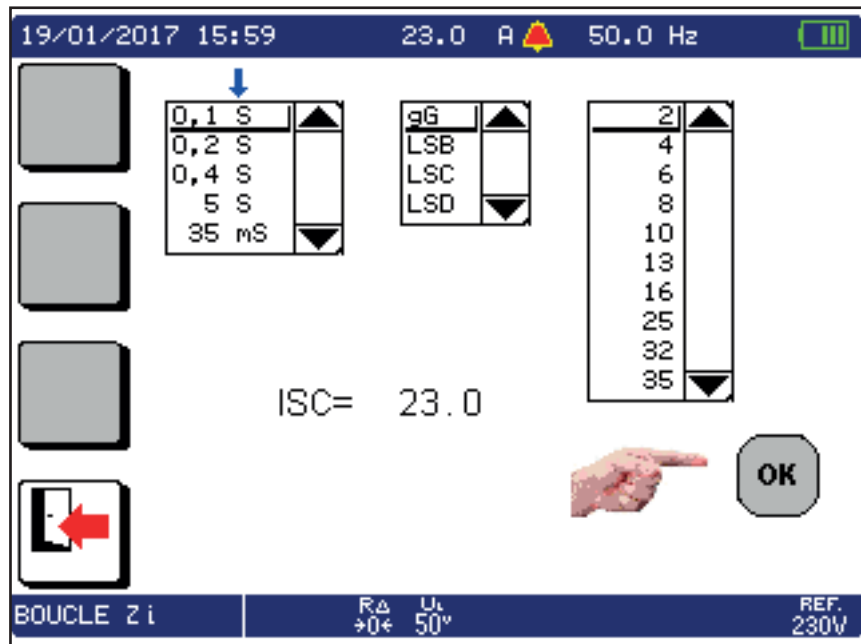 19/01/2017 15:59 23.0 A 50.0 Hz
0,1 S
0,2 S
0,4 S
5 S
35 mS
gG
LSB
LSC
LSD
2
4
6
8
10
13
16
25
32
35
ISC= 23.0
OK
BOUCLE Zi
RΔ
→0←
UL
50V
REF.
230V